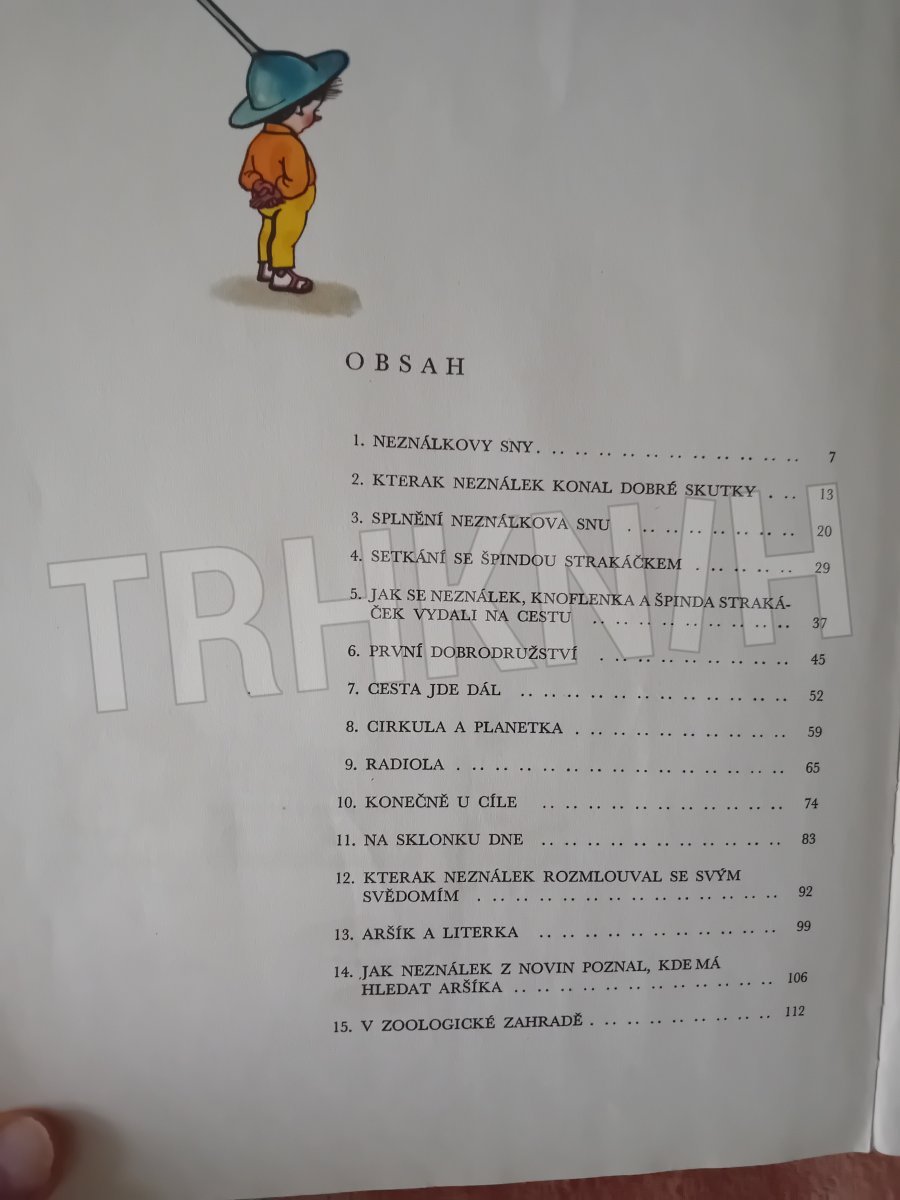 OBSAH
1. NEZNÁLKOVY SNY. . . . . . . . . . . . . . . . . . . . . . . 7
2. KTERAK NEZNÁLEK KONAL DOBRÉ SKUTKY . . . 13
3. SPLNĚNÍ NEZNÁLKOVA SNU . . . . . . . . . . . . . . . 20
4. SETKÁNÍ SE ŠPINDOU STRAKÁČKEM . . . . . . . . . 29
5. JAK SE NEZNÁLEK, KNOFLENKA A ŠPINDA STRAKÁ-
ČEK VYDALI NA CESTU . . . . . . . . . . . . . . . . . . 37
6. PRVNÍ DOBRODRUŽSTVÍ . . . . . . . . . . . . . . . . . 45
7. CESTA JDE DÁL . . . . . . . . . . . . . . . . . . . . . . . . 52
8. CIRKULA A PLANETKA . . . . . . . . . . . . . . . . . . . 59
9. RADIOLA . . . . . . . . . . . . . . . . . . . . . . . . . . . . . 65
10. KONEČNĚ U CÍLE . . . . . . . . . . . . . . . . . . . . . . 74
11. NA SKLONKU DNE . . . . . . . . . . . . . . . . . . . . . . 83
12. KTERAK NEZNÁLEK ROZMLOUVAL SE SVÝM
SVĚDOMÍM . . . . . . . . . . . . . . . . . . . . . . . . . . . 92
13. ARŠÍK A LITERKA . . . . . . . . . . . . . . . . . . . . . . 99
14. JAK NEZNÁLEK Z NOVIN POZNAL, KDE MÁ
HLEDAT ARŠÍKA . . . . . . . . . . . . . . . . . . . . . . . 106
15. V ZOOLOGICKÉ ZAHRADĚ . . . . . . . . . . . . . . . . . 112
TRHKNIH